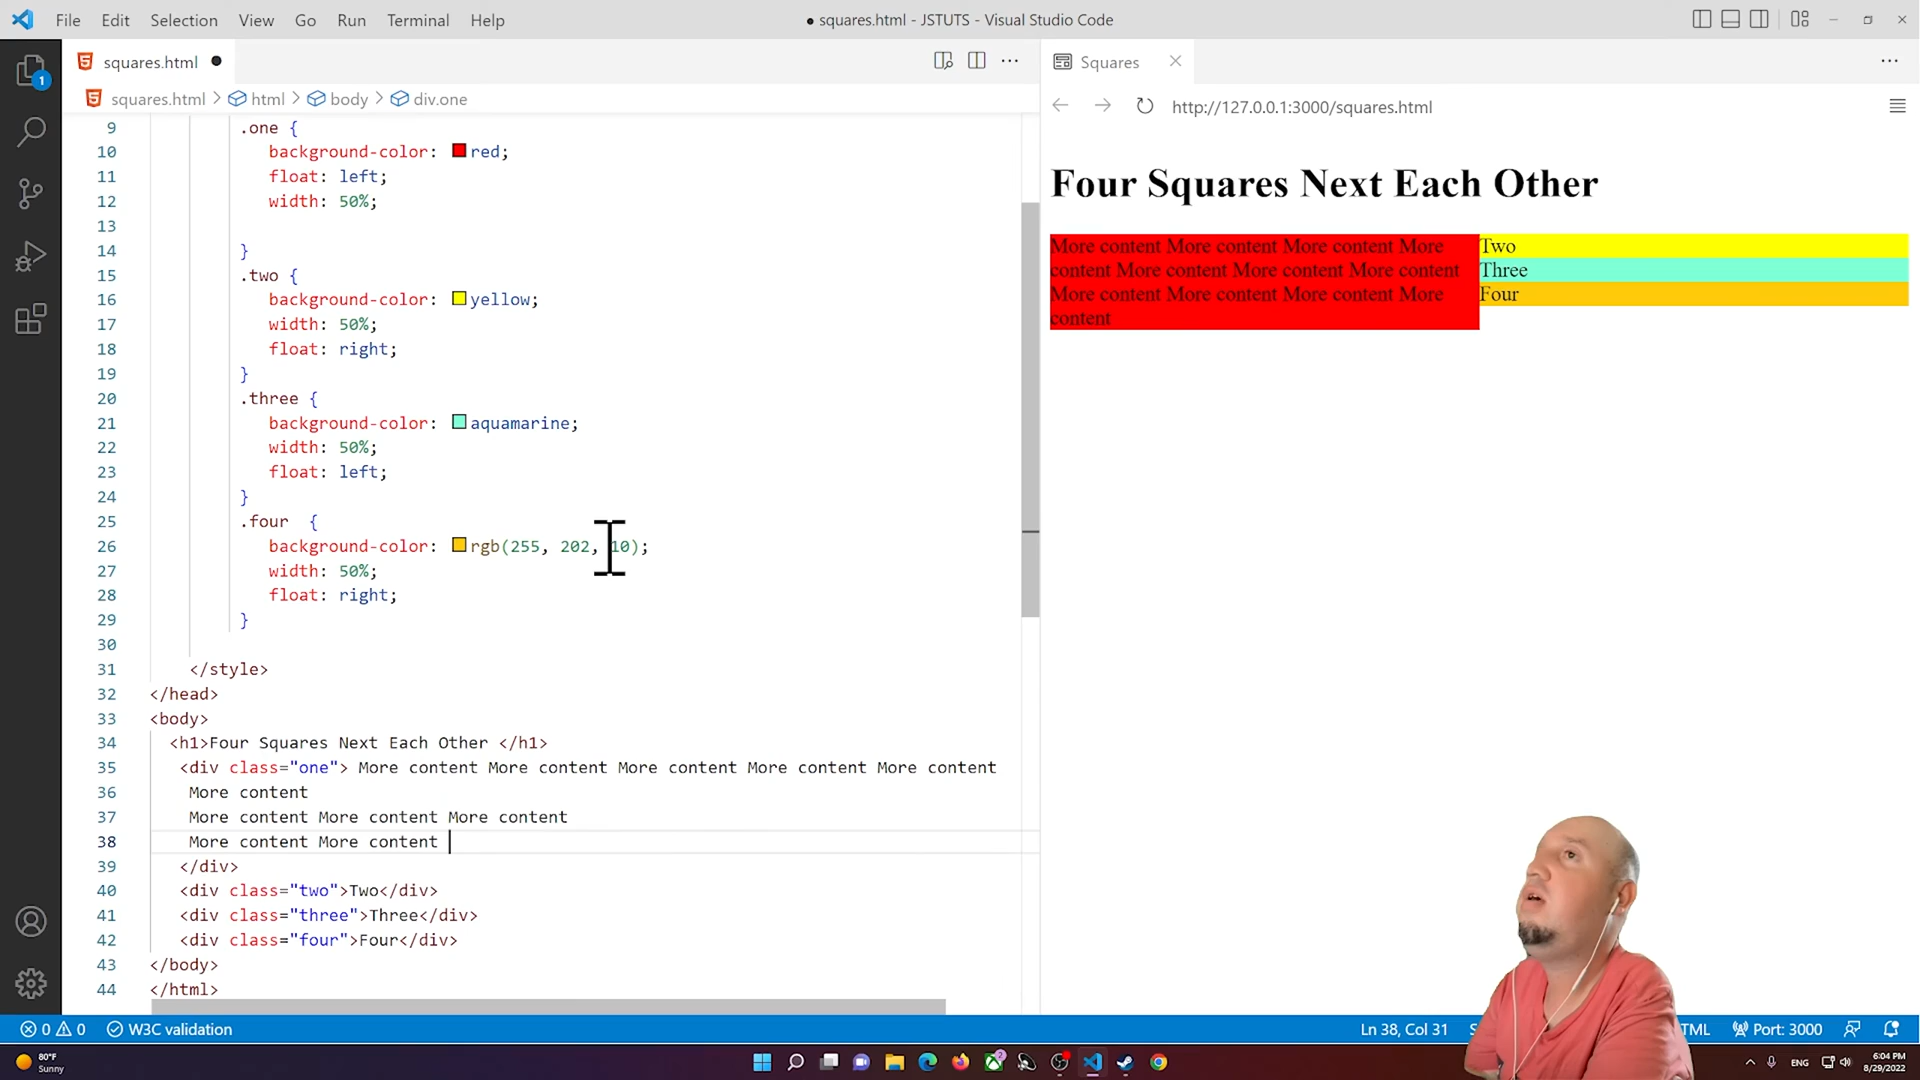 File Edit Selection View Go Run Terminal Help
● squares.html - JSTUTS - Visual Studio Code
squares.html
Squares
squares.html > html > body > div.one
http://127.0.0.1:3000/squares.html
1
9 .one {
10 background-color: red;
11 float: left;
12 width: 50%;
13
14 }
15 .two {
16 background-color: yellow;
17 width: 50%;
18 float: right;
19 }
20 .three {
21 background-color: aquamarine;
22 width: 50%;
23 float: left;
24 }
25 .four {
26 background-color: rgb(255, 202, 10);
27 width: 50%;
28 float: right;
29 }
30
31 </style>
32 </head>
33 <body>
34 <h1>Four Squares Next Each Other </h1>
35 <div class="one"> More content More content More content More content More content
36 More content
37 More content More content More content
38 More content More content
39 </div>
40 <div class="two">Two</div>
41 <div class="three">Three</div>
42 <div class="four">Four</div>
43 </body>
44 </html>
Four Squares Next Each Other
More content More content More content More
content More content More content More content
More content More content More content More
content
Two
Three
Four
0 0 W3C validation
Ln 38, Col 31
Port: 3000
80°F
Sunny
2
ENG
6:04 PM
8/29/2022